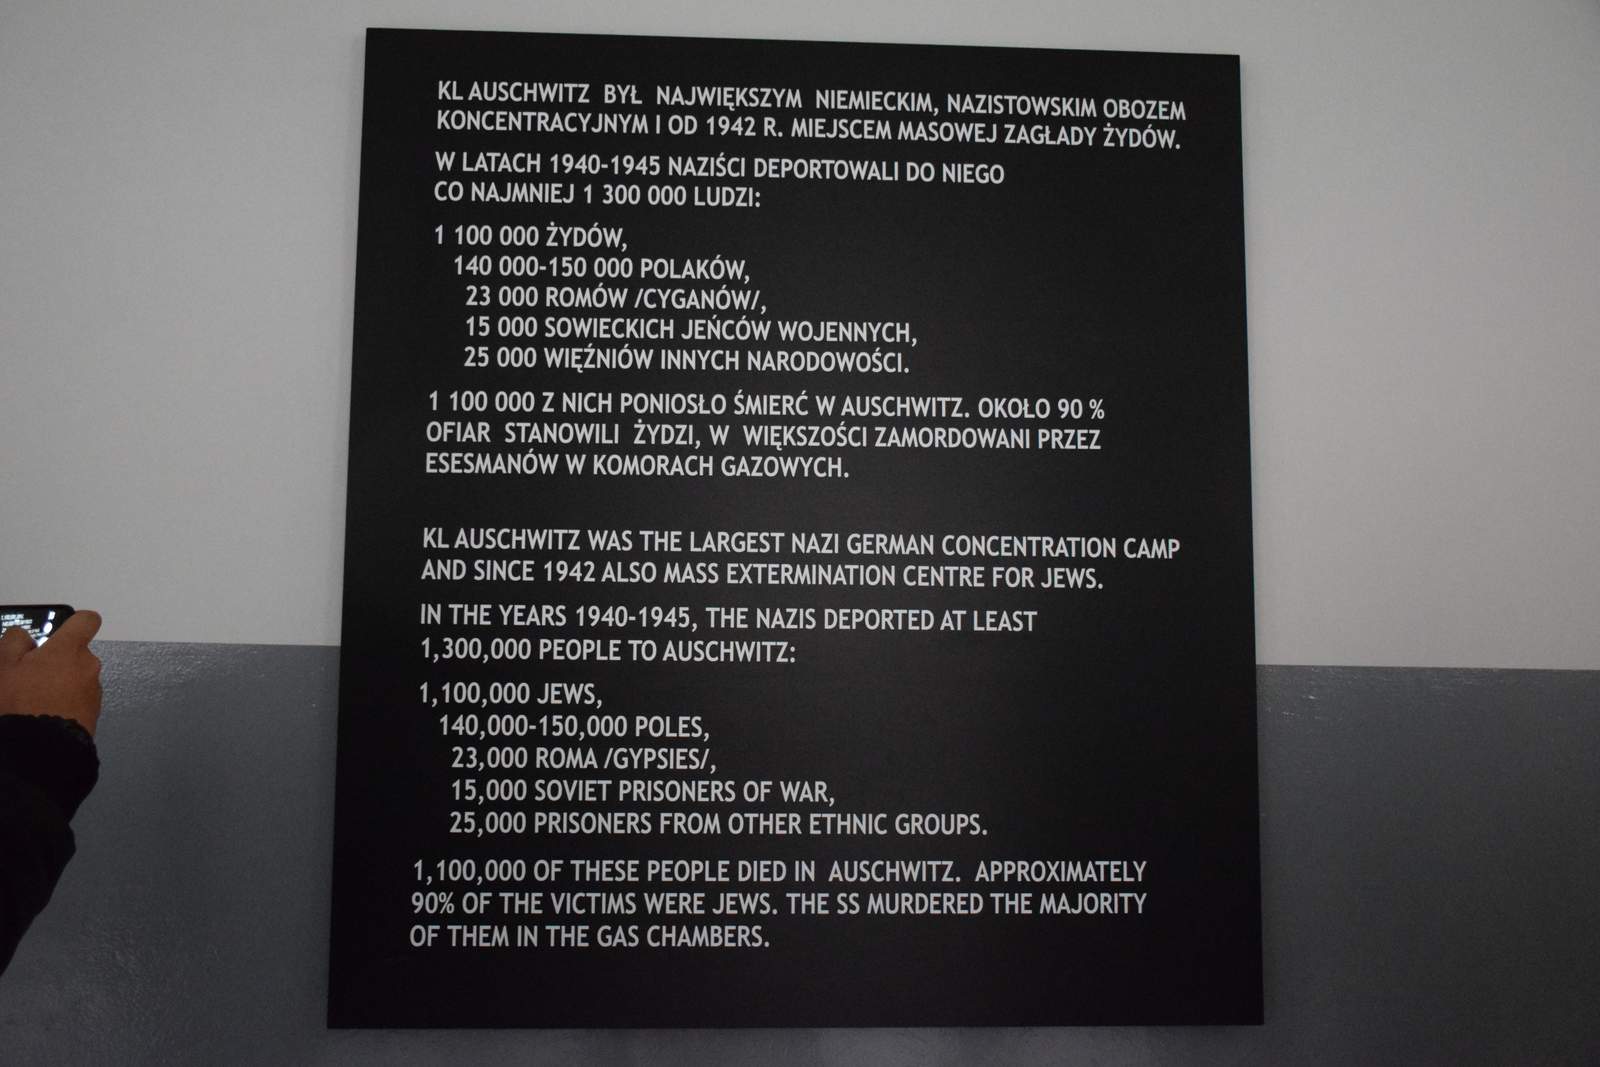 KL AUSCHWITZ BYŁ NAJWIĘKSZYM NIEMIECKIM, NAZISTOWSKIM OBOZEM
KONCENTRACYJNYM I OD 1942 R. MIEJSCEM MASOWEJ ZAGŁADY ŻYDÓW.
W LATACH 1940-1945 NAZIŚCI DEPORTOWALI DO NIEGO
CO NAJMNIEJ 1 300 000 LUDZI:
1 100 000 ŻYDÓW,
140 000-150 000 POLAKÓW,
23 000 ROMÓW /CYGANÓW/,
15 000 SOWIECKICH JEŃCÓW WOJENNYCH,
25 000 WIĘŹNIÓW INNYCH NARODOWOŚCI.
1 100 000 Z NICH PONIOSŁO ŚMIERĆ W AUSCHWITZ. OKOŁO 90 %
OFIAR STANOWILI ŻYDZI, W WIĘKSZOŚCI ZAMORDOWANI PRZEZ
ESESMANÓW W KOMORACH GAZOWYCH.
KL AUSCHWITZ WAS THE LARGEST NAZI GERMAN CONCENTRATION CAMP
AND SINCE 1942 ALSO MASS EXTERMINATION CENTRE FOR JEWS.
IN THE YEARS 1940-1945, THE NAZIS DEPORTED AT LEAST
1,300,000 PEOPLE TO AUSCHWITZ:
1,100,000 JEWS,
140,000-150,000 POLES,
23,000 ROMA /GYPSIES/,
15,000 SOVIET PRISONERS OF WAR,
25,000 PRISONERS FROM OTHER ETHNIC GROUPS.
1,100,000 OF THESE PEOPLE DIED IN AUSCHWITZ. APPROXIMATELY
90% OF THE VICTIMS WERE JEWS. THE SS MURDERED THE MAJORITY
OF THEM IN THE GAS CHAMBERS.